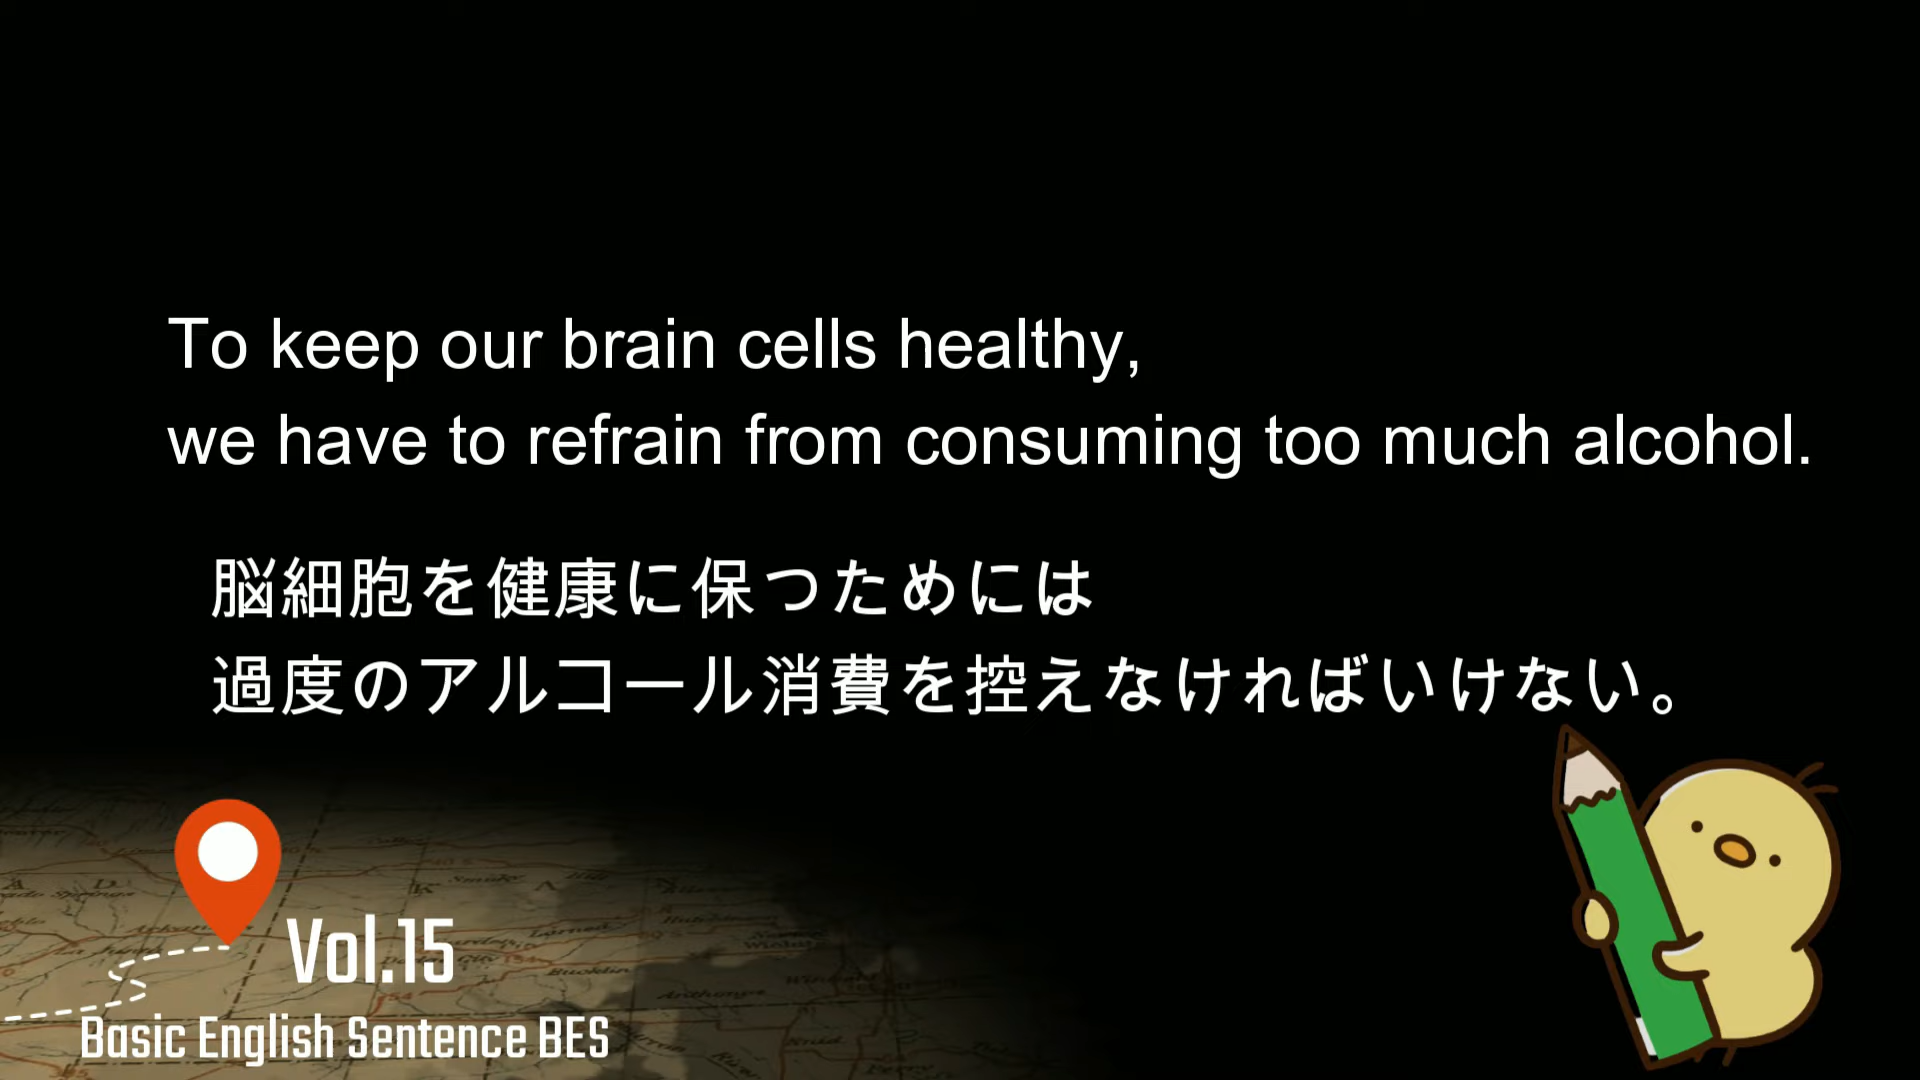 To keep our brain cells healthy,
we have to refrain from consuming too much alcohol.
脳細胞を健康に保つためには
過度のアルコール消費を控えなければいけない。
Vol.15
Basic English Sentence BES